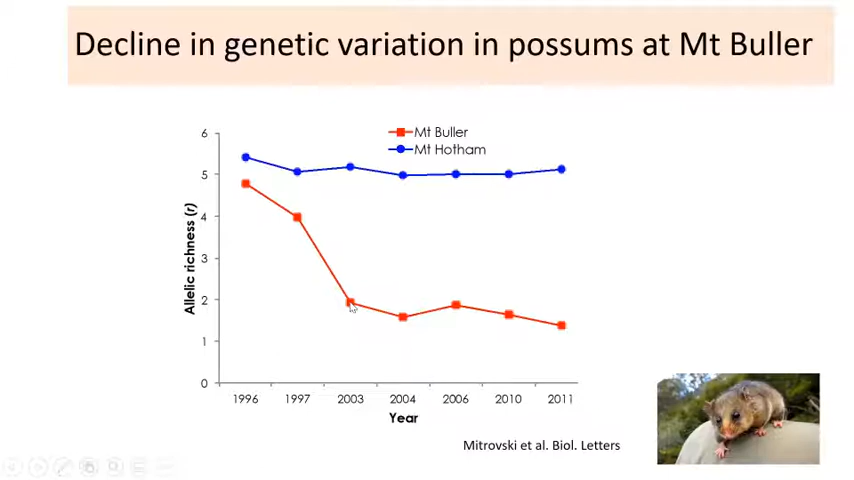 Decline in genetic variation in possums at Mt Buller
Mt Buller
Mt Hotham
6
5
4
3
2
1
0
Allelic richness (r)
1996 1997 2003 2004 2006 2010 2011
Year
Mitrovski et al. Biol. Letters